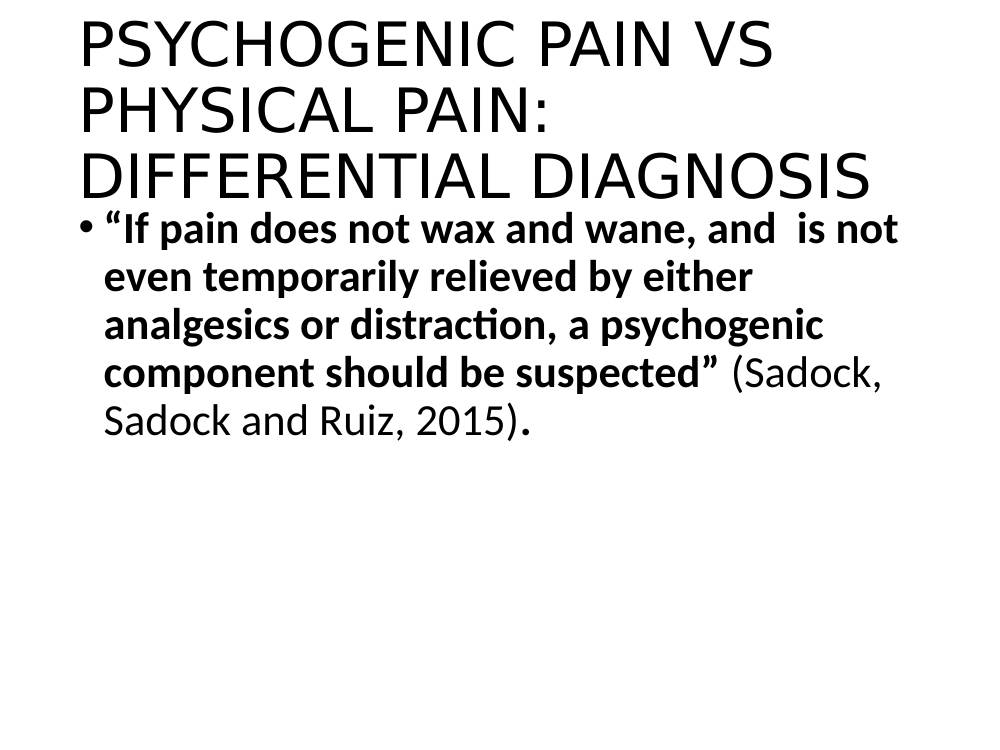 PSYCHOGENIC PAIN VS
PHYSICAL PAIN:
DIFFERENTIAL DIAGNOSIS
• “If pain does not wax and wane, and  is not
even temporarily relieved by either
analgesics or distraction, a psychogenic
component should be suspected” (Sadock,
Sadock and Ruiz, 2015).